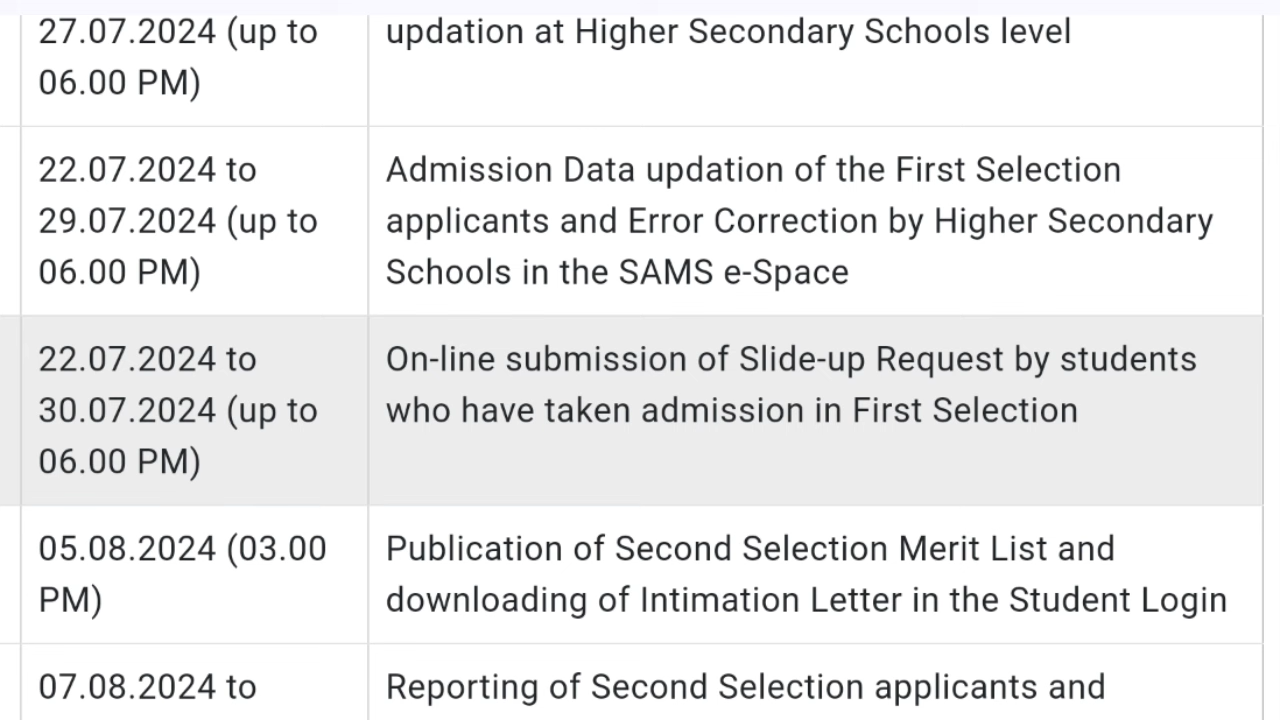 27.07.2024 (up to
06.00 PM)
updation at Higher Secondary Schools level
22.07.2024 to
29.07.2024 (up to
06.00 PM)
Admission Data updation of the First Selection
applicants and Error Correction by Higher Secondary
Schools in the SAMS e-Space
22.07.2024 to
30.07.2024 (up to
06.00 PM)
On-line submission of Slide-up Request by students
who have taken admission in First Selection
05.08.2024 (03.00
PM)
Publication of Second Selection Merit List and
downloading of Intimation Letter in the Student Login
07.08.2024 to
Reporting of Second Selection applicants and